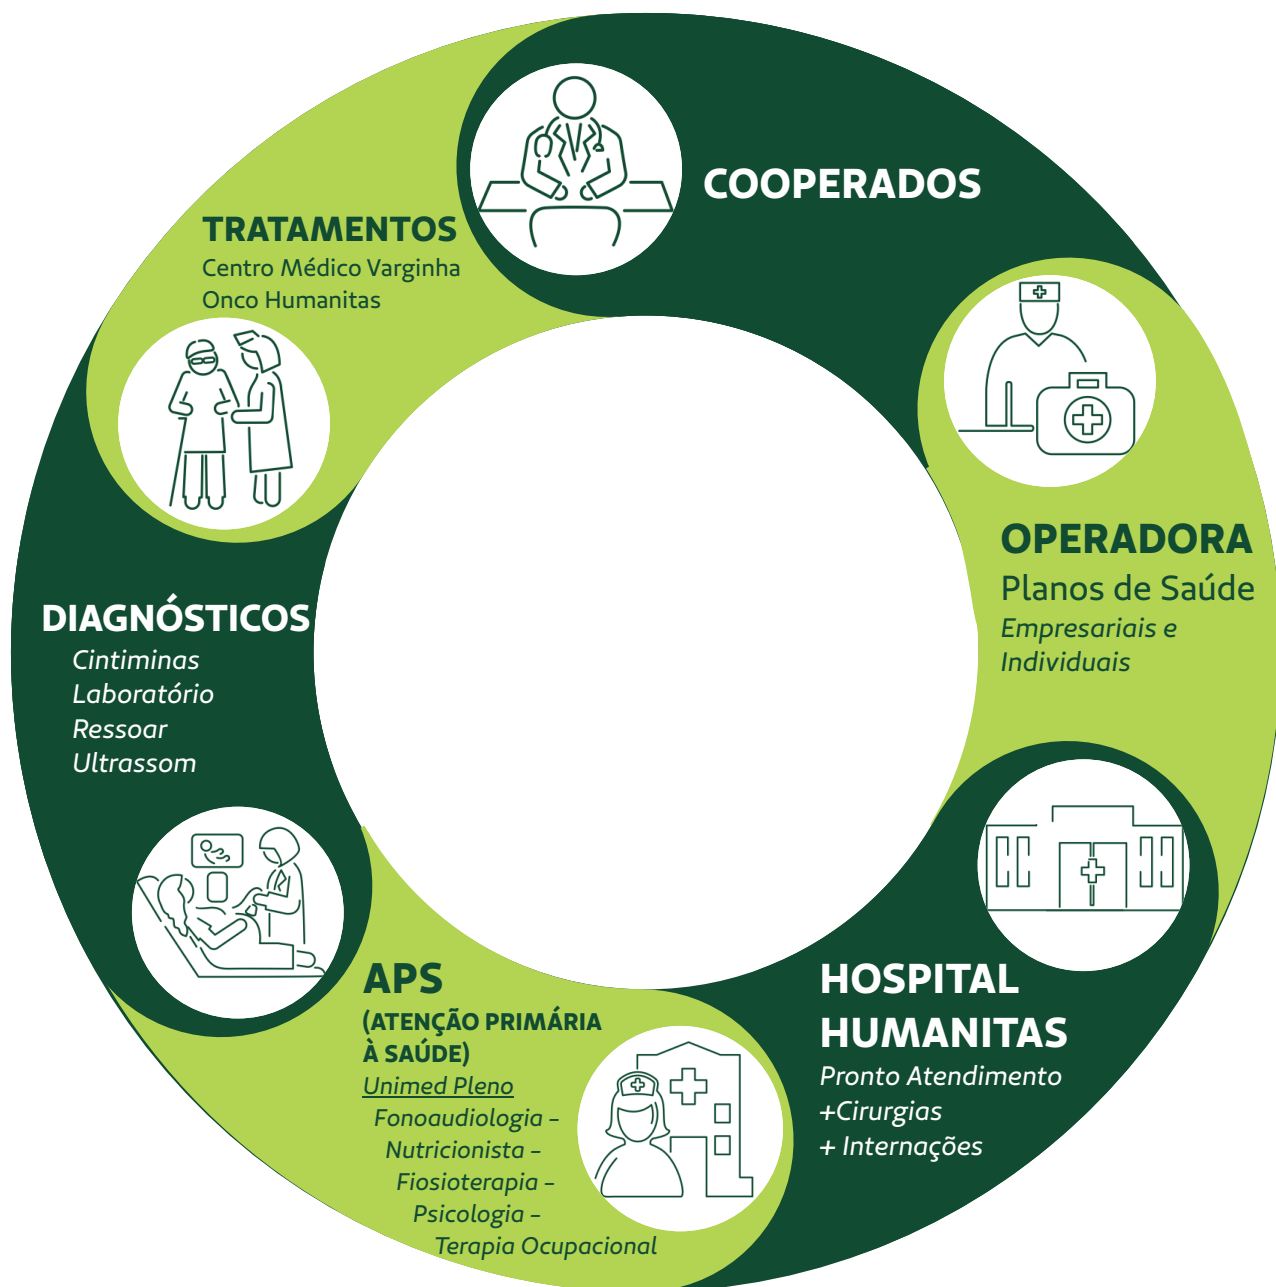 COOPERADOS
OPERADORA
Planos de Saúde
Empresariais e
Individuais
HOSPITAL
HUMANITAS
Pronto Atendimento
+Cirurgias
+ Internações
APS
(ATENÇÃO PRIMÁRIA
À SAÚDE)
Unimed Pleno
Fonoaudiologia –
Nutricionista –
Fiosioterapia –
Psicologia –
Terapia Ocupacional
DIAGNÓSTICOS
Cintiminas
Laboratório
Ressoar
Ultrassom
TRATAMENTOS
Centro Médico Varginha
Onco Humanitas